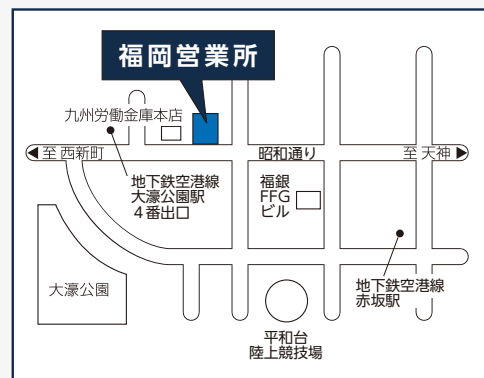 福岡営業所
九州労働金庫本店
◀至 西新町
昭和通り
至 天神▶
地下鉄空港線
大濠公園駅
4番出口
福銀
FFG
ビル
大濠公園
地下鉄空港線
赤坂駅
平和台
陸上競技場